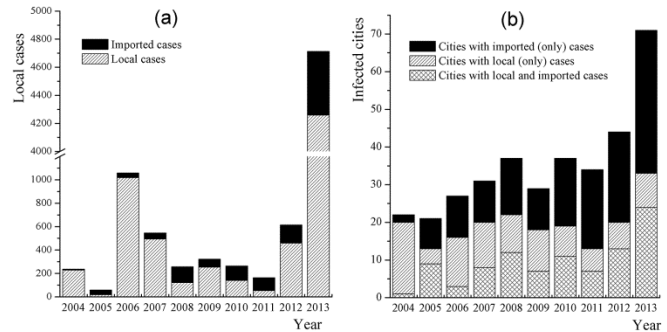 (a)
Imported cases
Local cases
Local cases
5000
4800
4600
4400
4200
4000
1000
800
600
400
200
0
2004 2005 2006 2007 2008 2009 2010 2011 2012 2013
Year
(b)
Cities with imported (only) cases
Cities with local (only) cases
Cities with local and imported cases
Infected cities
70
60
50
40
30
20
10
0
2004 2005 2006 2007 2008 2009 2010 2011 2012 2013
Year